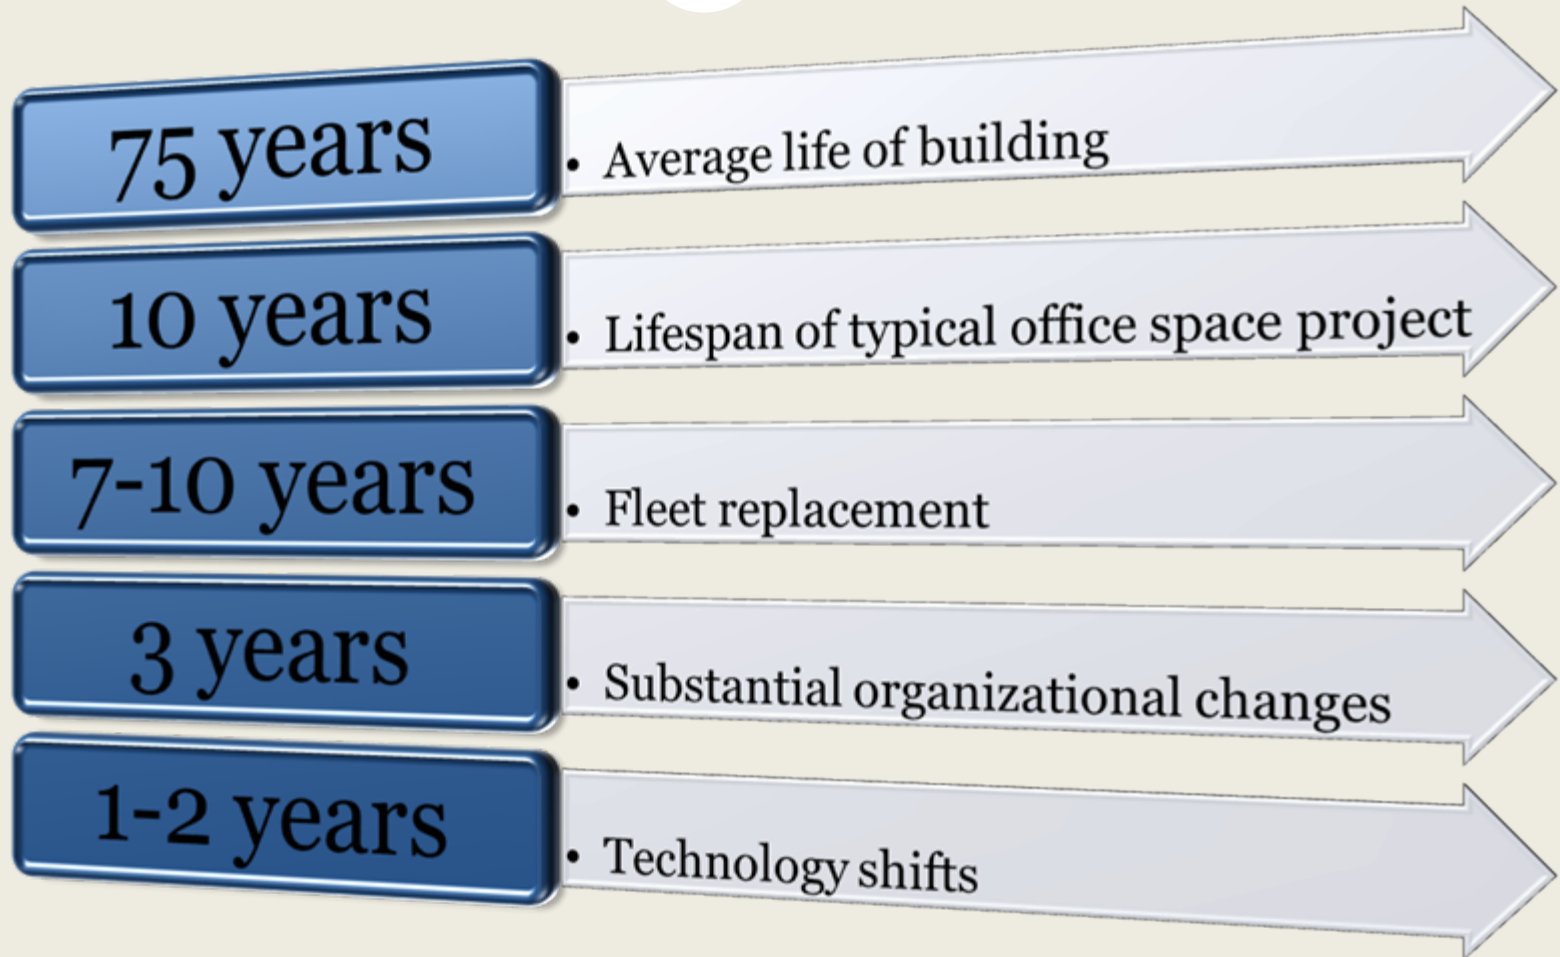 75 years
• Average life of building
10 years
• Lifespan of typical office space project
7-10 years
• Fleet replacement
3 years
• Substantial organizational changes
1-2 years
• Technology shifts